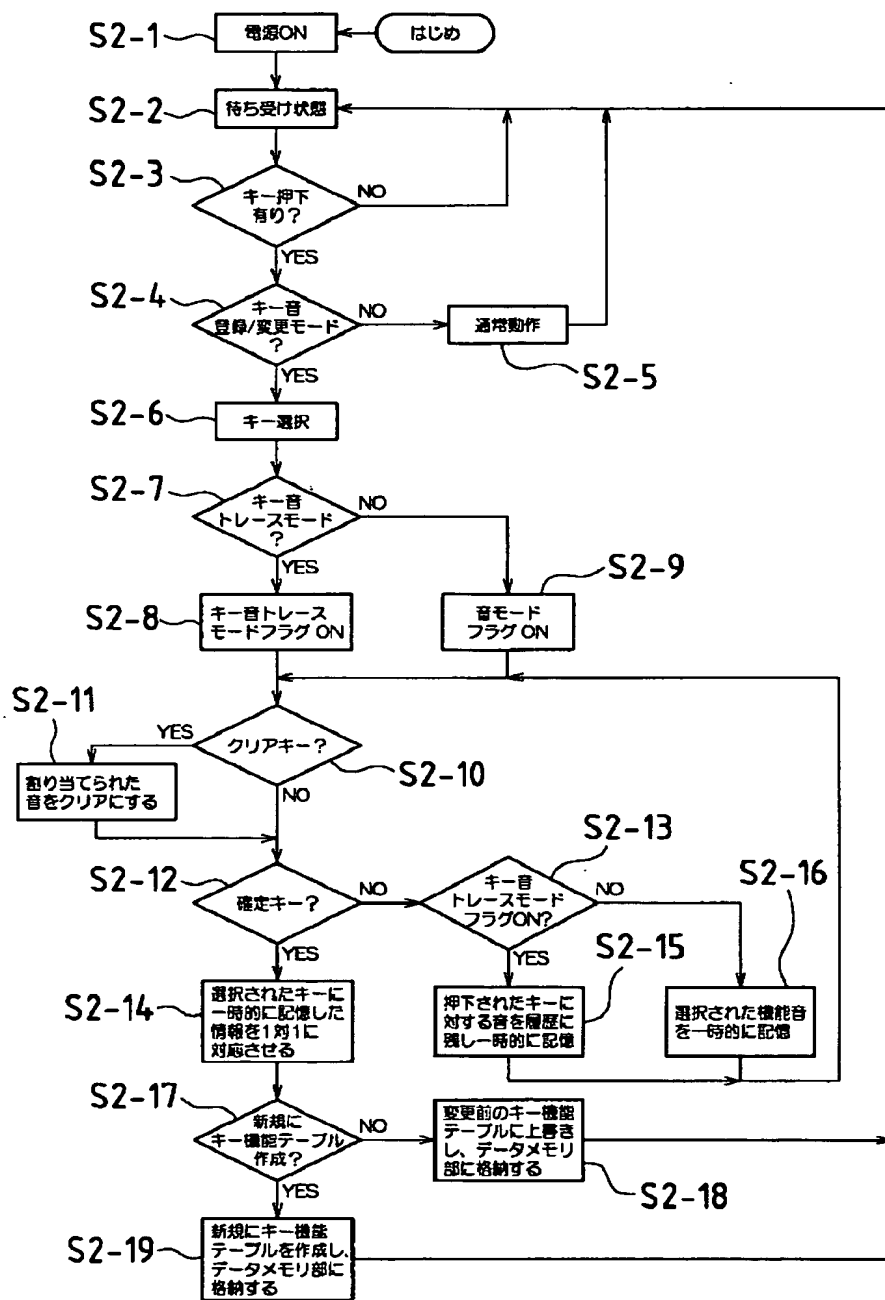 S2-1
電源ON
はじめ
S2-2
待ち受け状態
S2-3
キー押下
有り?
NO
YES
S2-4
キー音
登録/変更モード
?
NO
通常動作
S2-5
YES
S2-6
キー選択
S2-7
キー音
トレースモード
?
NO
YES
S2-8
キー音トレース
モードフラグON
S2-9
音モード
フラグON
S2-11
YES
クリアキー?
S2-10
割り当てられた
音をクリアにする
NO
S2-12
確定キー?
NO
S2-13
キー音
トレースモード
フラグON?
NO
S2-16
YES
YES
S2-15
S2-14
選択されたキーに
一時的に記憶した
情報を1対1に
対応させる
押下されたキーに
対する音を履歴に
残し一時的に記憶
選択された機能音
を一時的に記憶
S2-17
新規に
キー機能テーブル
作成?
NO
変更前のキー機能
テーブルに上書き
し、データメモリ
部に格納する
S2-18
YES
S2-19
新規にキー機能
テーブルを作成し、
データメモリ部に
格納する